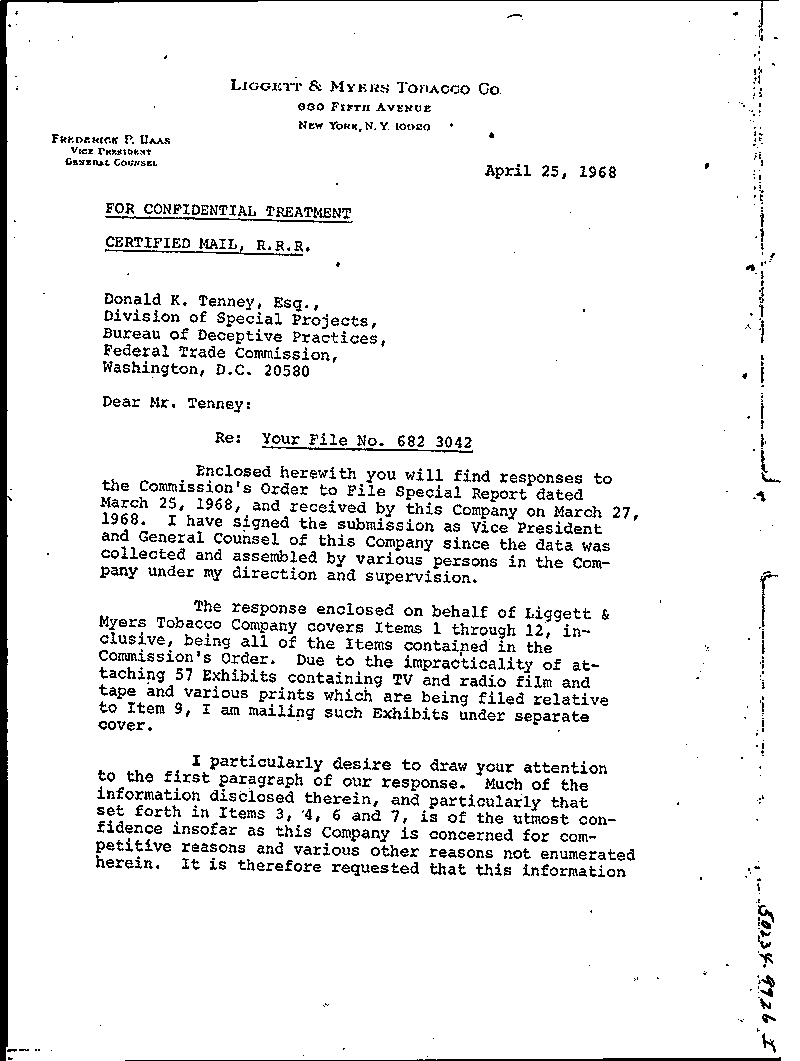 LIGGETT & MYERS TOBACCO CO.
630 FIFTH AVENUE
NEW YORK, N. Y. 10020
FREDERICK P. HAAS
VICE PRESIDENT
GENERAL COUNSEL
April 25, 1968
FOR CONFIDENTIAL TREATMENT
CERTIFIED MAIL, R.R.R.
Donald K. Tenney, Esq.,
Division of Special Projects,
Bureau of Deceptive Practices,
Federal Trade Commission,
Washington, D.C. 20580
Dear Mr. Tenney:
Re: Your File No. 682 3042
Enclosed herewith you will find responses to
the Commission's Order to File Special Report dated
March 25, 1968, and received by this Company on March 27,
1968. I have signed the submission as Vice President
and General Counsel of this Company since the data was
collected and assembled by various persons in the Com-
pany under my direction and supervision.
The response enclosed on behalf of Liggett &
Myers Tobacco Company covers Items 1 through 12, in-
clusive, being all of the Items contained in the
Commission's Order. Due to the impracticality of at-
taching 57 Exhibits containing TV and radio film and
tape and various prints which are being filed relative
to Item 9, I am mailing such Exhibits under separate
cover.
I particularly desire to draw your attention
to the first paragraph of our response. Much of the
information disclosed therein, and particularly that
set forth in Items 3, 4, 6 and 7, is of the utmost con-
fidence insofar as this Company is concerned for com-
petitive reasons and various other reasons not enumerated
herein. It is therefore requested that this information